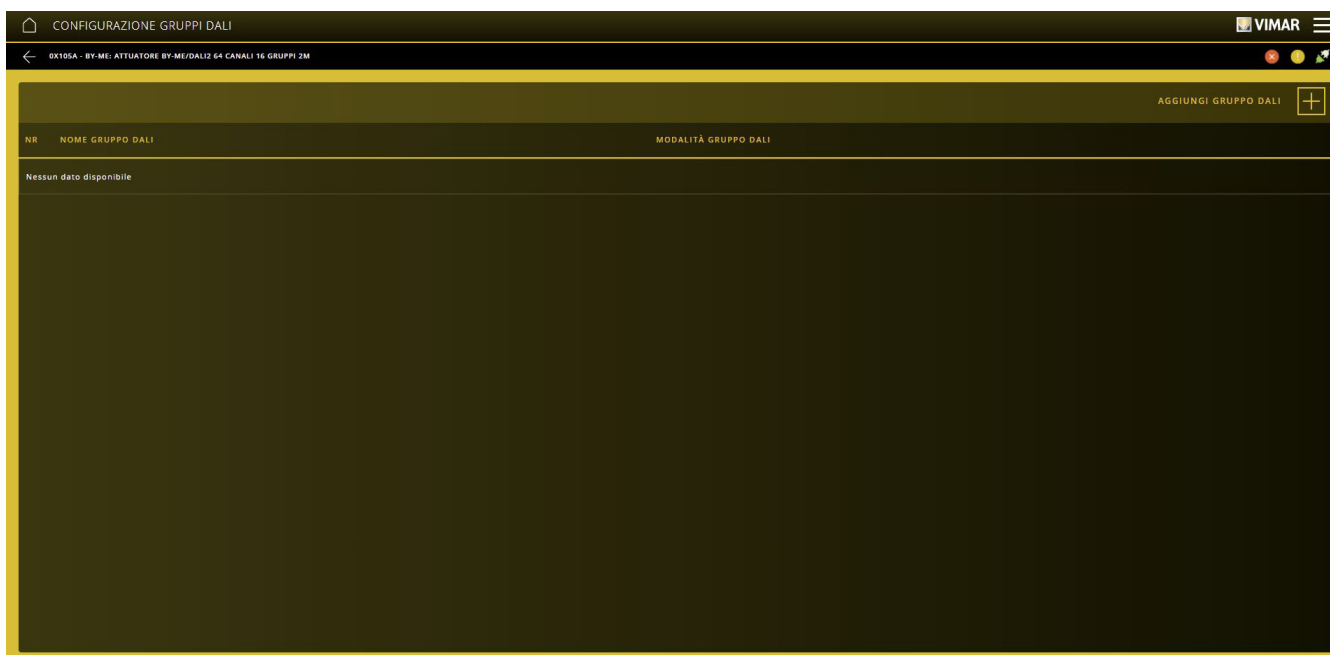 CONFIGURAZIONE GRUPPI DALI
VIMAR
0X105A - BY-ME: ATTUATORE BY-ME/DALI2 64 CANALI 16 GRUPPI 2M
AGGIUNGI GRUPPO DALI
NR NOME GRUPPO DALI MODALITÀ GRUPPO DALI
Nessun dato disponibile